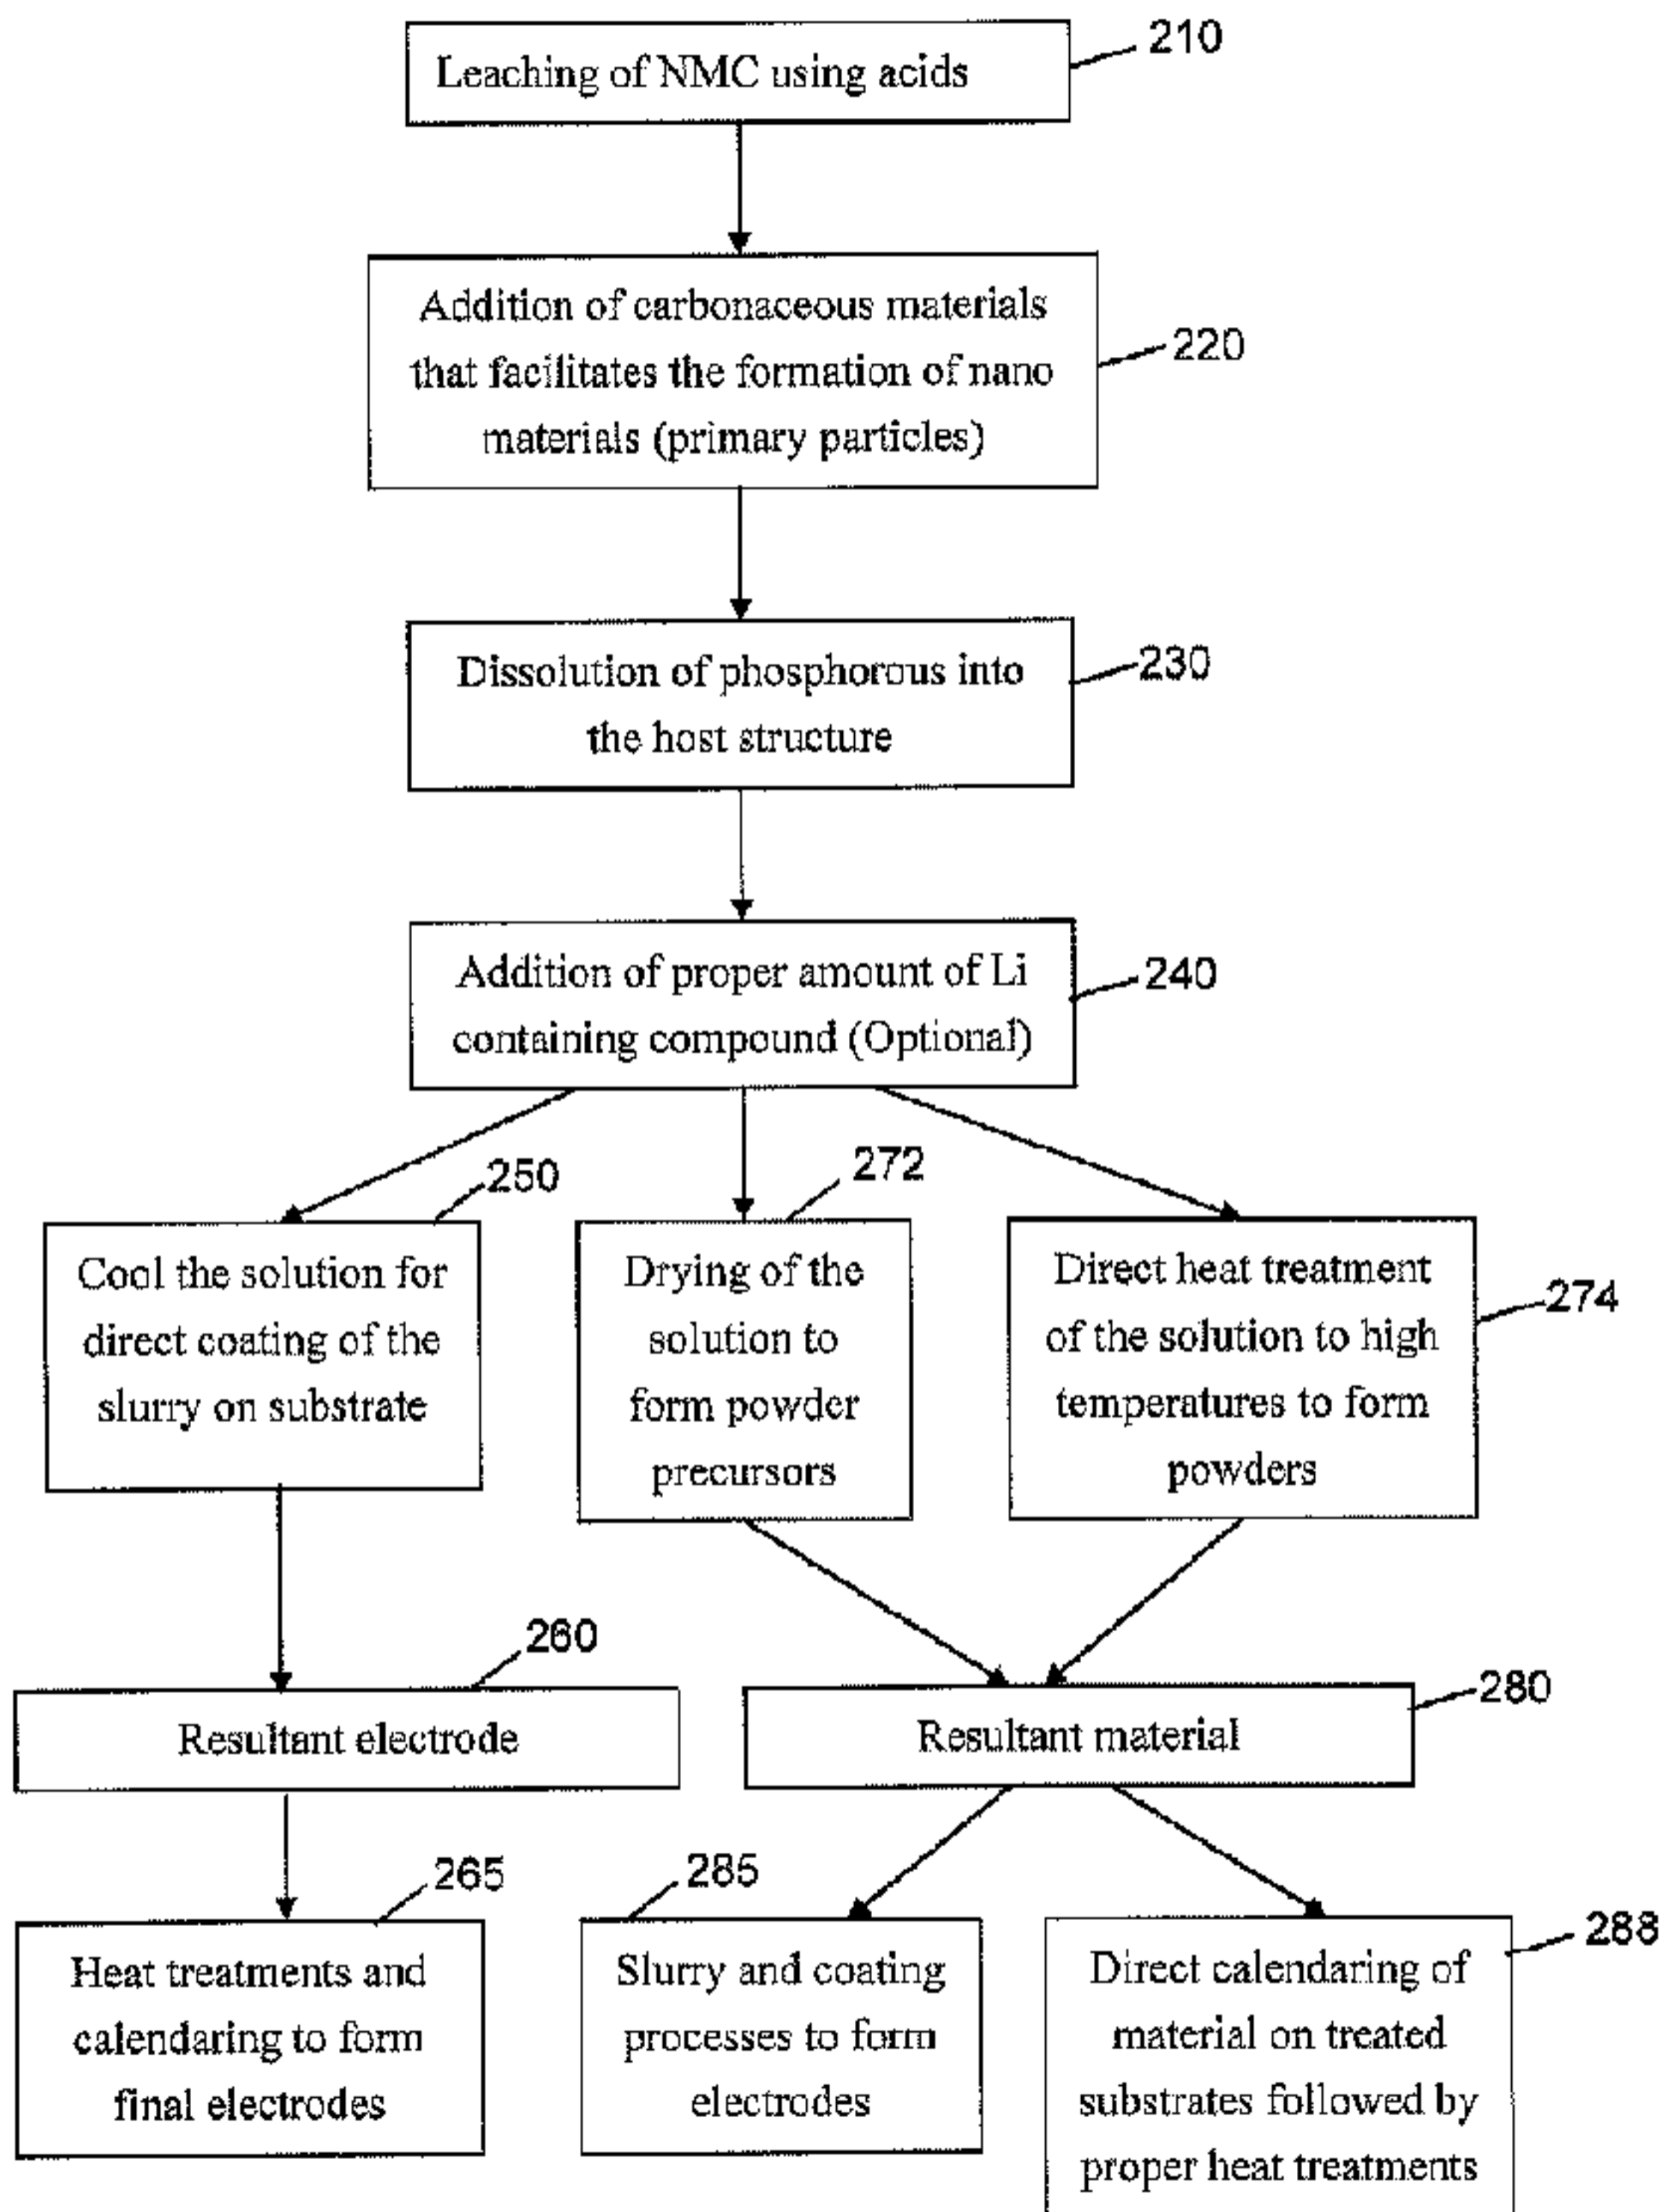 210
Leaching of NMC using acids
220
Addition of carbonaceous materials
that facilitates the formation of nano
materials (primary particles)
230
Dissolution of phosphorous into
the host structure
240
Addition of proper amount of Li
containing compound (Optional)
250
Cool the solution for
direct coating of the
slurry on substrate
272
Drying of the
solution to
form powder
precursors
274
Direct heat treatment
of the solution to high
temperatures to form
powders
260
Resultant electrode
280
Resultant material
265
Heat treatments and
calendaring to form
final electrodes
285
Slurry and coating
processes to form
electrodes
288
Direct calendaring of
material on treated
substrates followed by
proper heat treatments